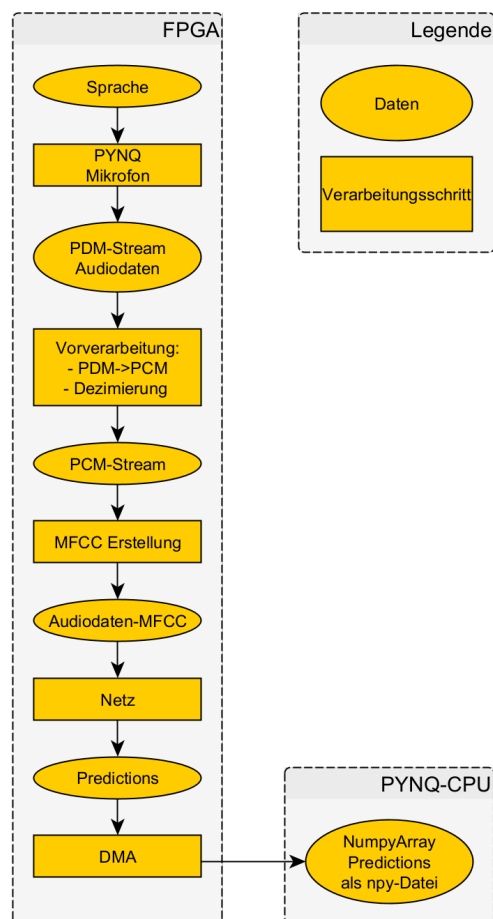 FPGA
Sprache
PYNQ
Mikrofon
PDM-Stream
Audiodaten
Vorverarbeitung:
- PDM->PCM
- Dezimierung
PCM-Stream
MFCC Erstellung
Audiodaten-MFCC
Netz
Predictions
DMA
Legende
Daten
Verarbeitungsschritt
PYNQ-CPU
NumpyArray
Predictions
als npy-Datei